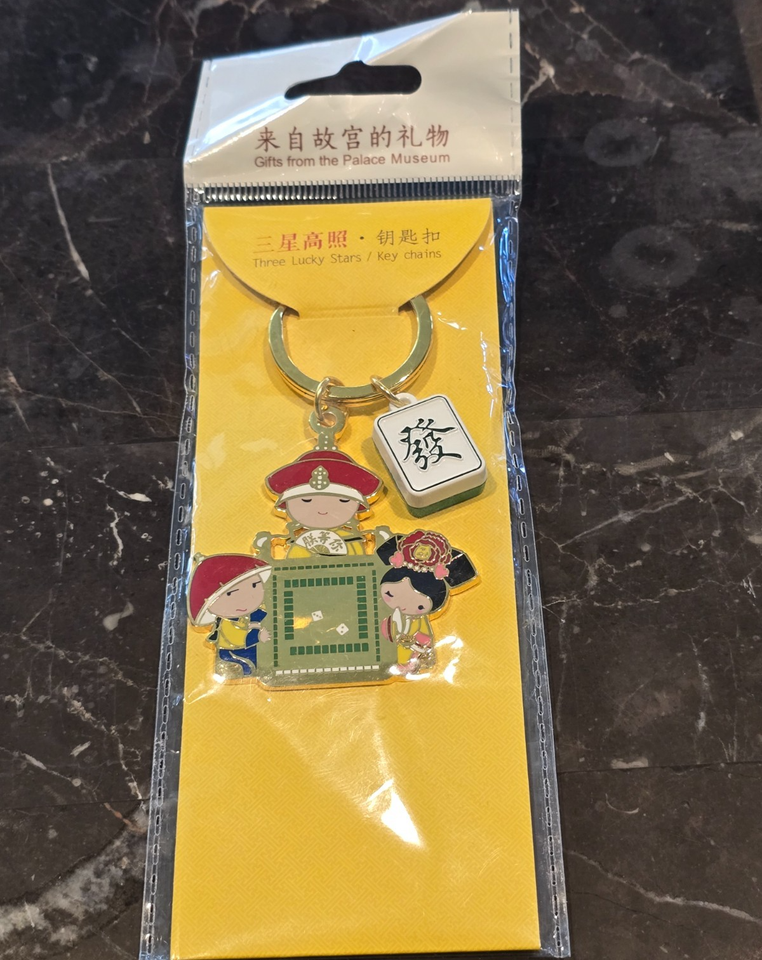 来自故宫的礼物
Gifts from the Palace Museum
三星高照·钥匙扣
Three Lucky Stars / Key chains
發